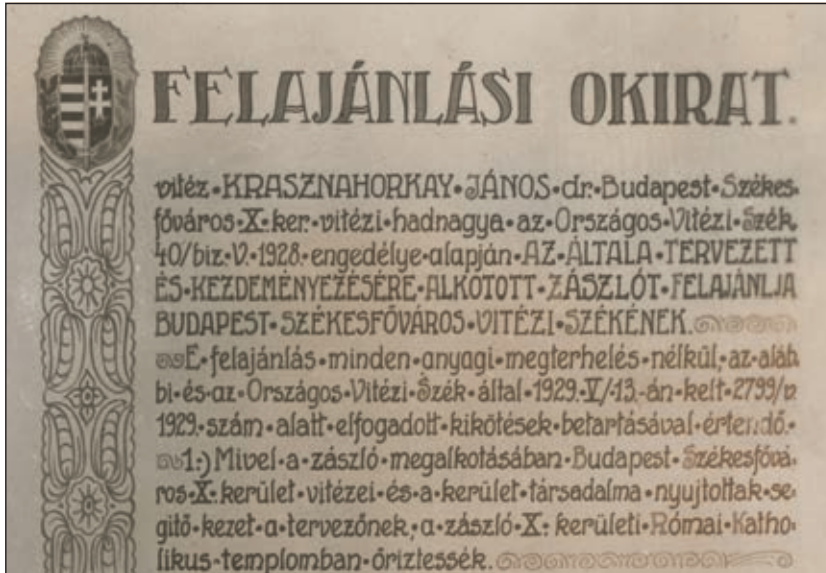 FELAJÁNLÁSI OKIRAT.
vitéz•KRASZNAHORKAY•JÁNOS•dr•Budapest•Székes-
főváros•X•ker•vitézi•hadnagya•az•Országos•Vitézi•Szék
40/biz•V•1928•engedélye•alapján•AZ•ÁLTALA•TERVEZETT
ÉS•KEZDEMÉNYEZÉSÉRE•ALKOTOTT•ZÁSZLÓT•FELAJÁNLJA
BUDAPEST•SZÉKESFŐVÁROS•VITÉZI•SZÉKÉNEK.
E•felajánlás•minden•anyagi•megterhelés•nélkül,•az•aláb-
bi•és•az•Országos•Vitézi•Szék•által•1929•V/13.-án•kelt•2799/v.
1929•szám•alatt•elfogadott•kikötések•betartásával•értendő.•
1:) Mivel•a•zászló•megalkotásában•Budapest•Székesfővá-
ros•X•kerület•vitézei•és•a•kerület•társadalma•nyujtottak•se-
gítő•kezet•a•tervezőnek,•a•zászló•X•kerületi•Római•Katho-
likus•templomban•őriztessék.